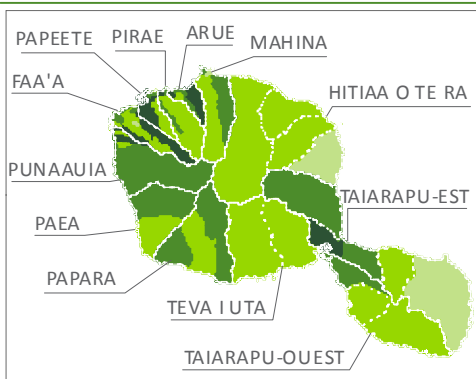 PAPEETE
PIRAE
ARUE
MAHINA
FAA'A
HITIAA O TE RA
PUNAAUIA
TAIARAPU-EST
PAEA
PAPARA
TEVA I UTA
TAIARAPU-OUEST